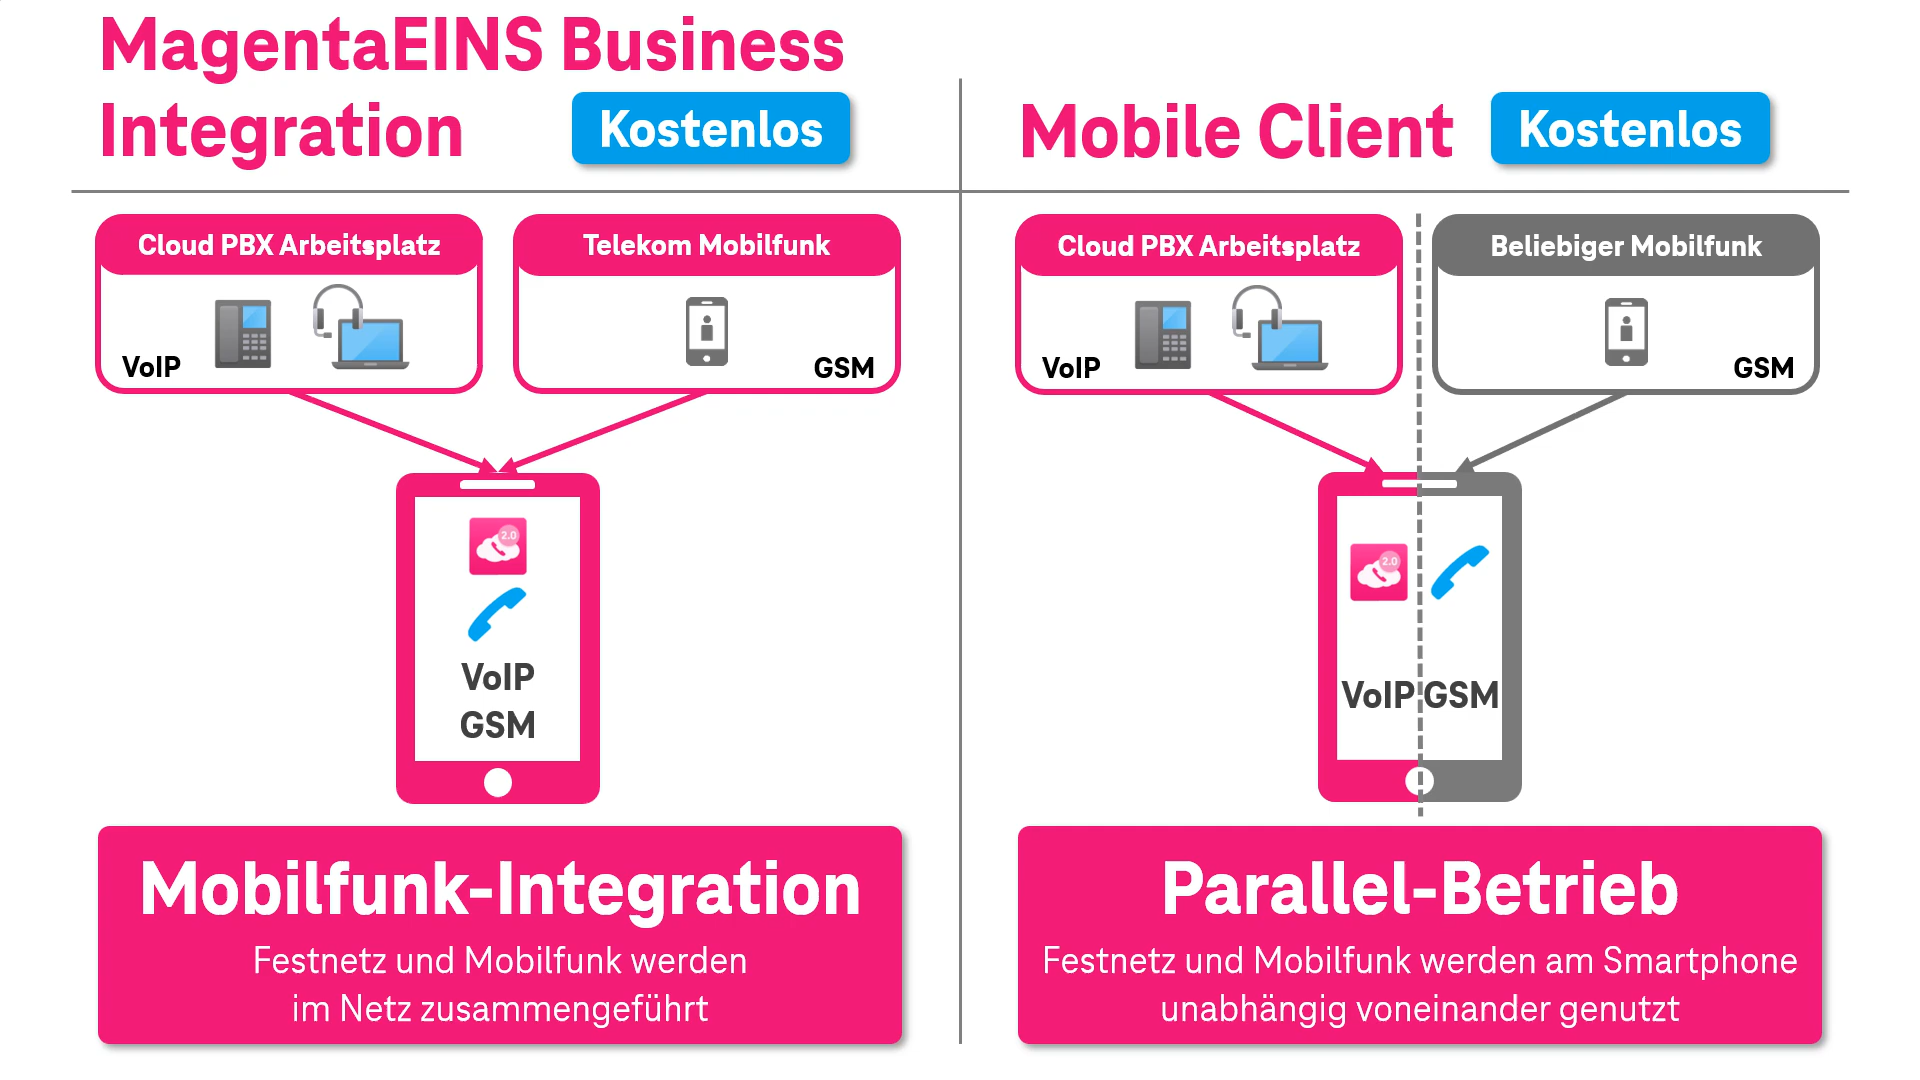 MagentaEINS Business
Integration
Kostenlos
Cloud PBX Arbeitsplatz
VoIP
Telekom Mobilfunk
GSM
2.0
VoIP
GSM
Mobilfunk-Integration
Festnetz und Mobilfunk werden
im Netz zusammengeführt
Mobile Client
Kostenlos
Cloud PBX Arbeitsplatz
VoIP
Beliebiger Mobilfunk
GSM
2.0
VoIP GSM
Parallel-Betrieb
Festnetz und Mobilfunk werden am Smartphone
unabhängig voneinander genutzt